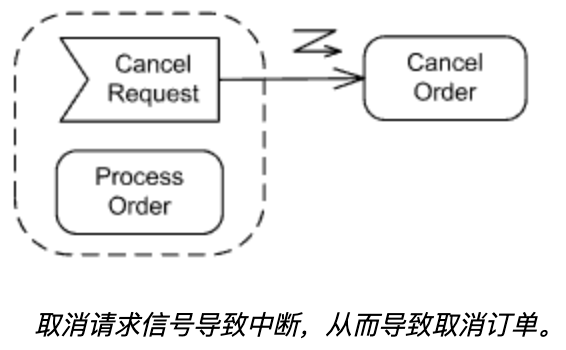 Cancel
Request
Cancel
Order
Process
Order
取消请求信号导致中断，从而导致取消订单。